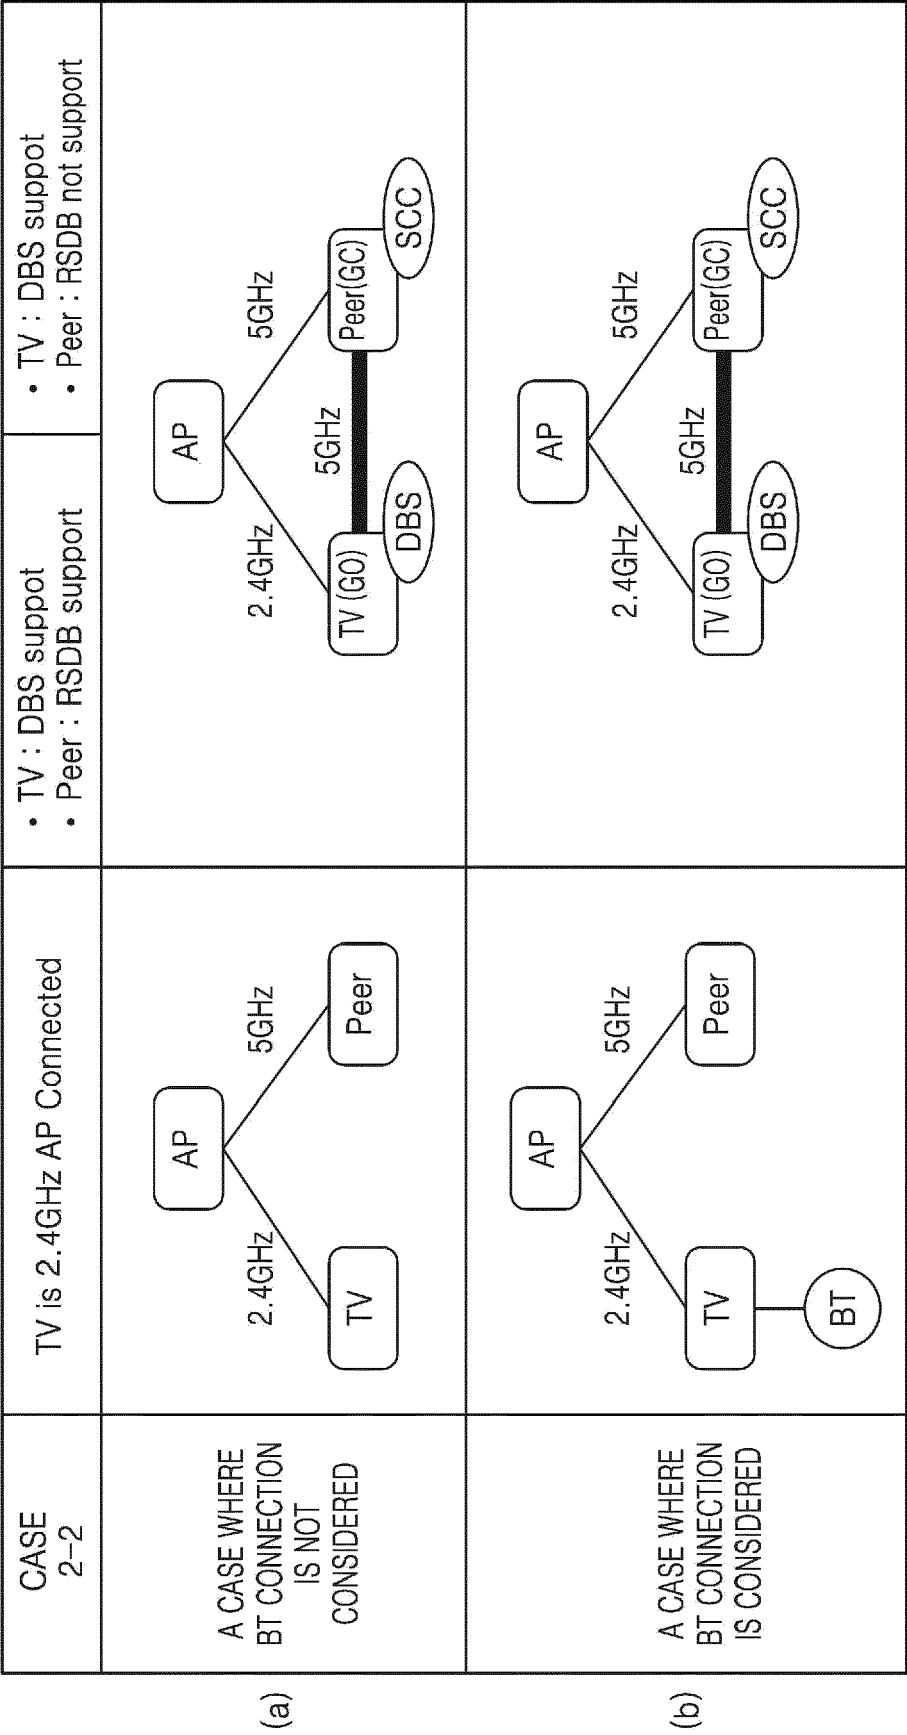 CASE
2-2
TV is 2.4GHz AP Connected
• TV : DBS suppot
• Peer : RSDB support
• TV : DBS suppot
• Peer : RSDB not support
(a)
A CASE WHERE
BT CONNECTION
IS NOT
CONSIDERED
AP
2.4GHz
5GHz
TV
Peer
AP
2.4GHz
5GHz
5GHz
TV (GO)
Peer(GC)
DBS
SCC
(b)
A CASE WHERE
BT CONNECTION
IS CONSIDERED
AP
2.4GHz
5GHz
TV
Peer
BT
AP
2.4GHz
5GHz
5GHz
TV (GO)
Peer(GC)
DBS
SCC